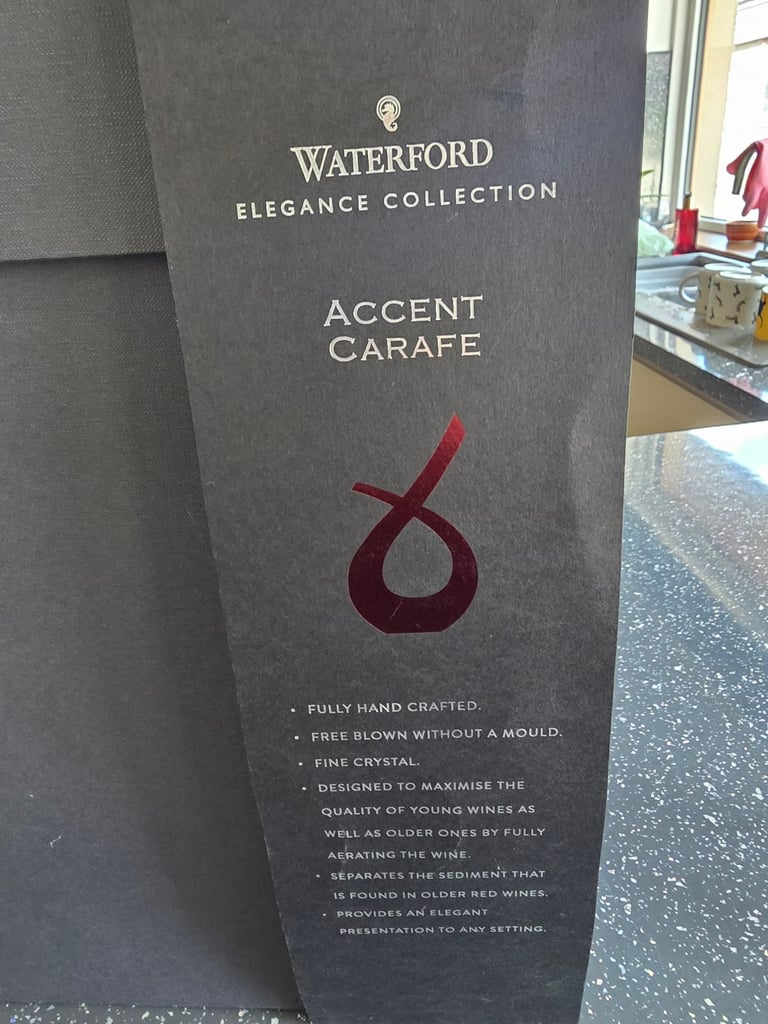 WATERFORD
ELEGANCE COLLECTION
ACCENT
CARAFE
• FULLY HAND CRAFTED.
• FREE BLOWN WITHOUT A MOULD.
• FINE CRYSTAL.
• DESIGNED TO MAXIMISE THE
QUALITY OF YOUNG WINES AS
WELL AS OLDER ONES BY FULLY
AERATING THE WINE.
• SEPARATES THE SEDIMENT THAT
IS FOUND IN OLDER RED WINES.
• PROVIDES AN ELEGANT
PRESENTATION TO ANY SETTING.